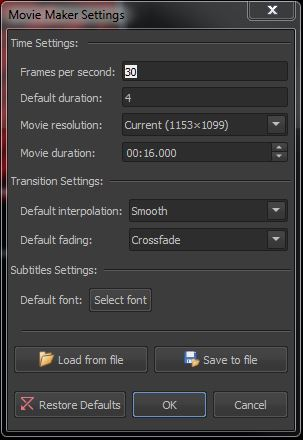 Movie Maker Settings
Time Settings:
Frames per second: 30
Default duration: 4
Movie resolution: Current (1153×1099)
Movie duration: 00:16.000
Transition Settings:
Default interpolation: Smooth
Default fading: Crossfade
Subtitles Settings:
Default font: Select font
Load from file Save to file
Restore Defaults OK Cancel